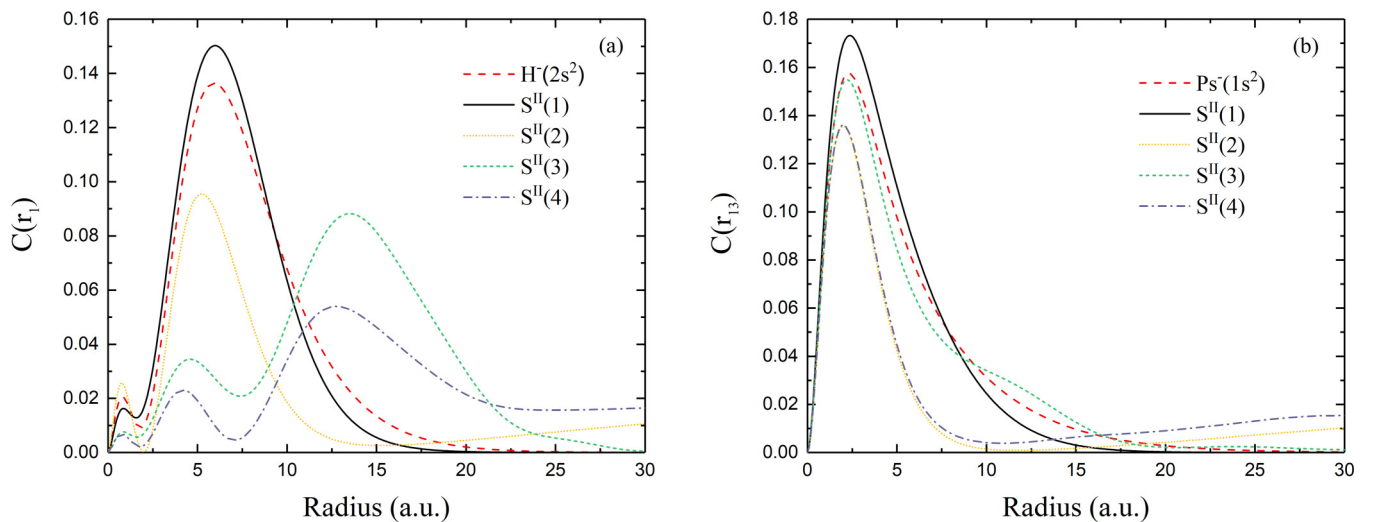 (a)
H⁻(2s²)
Sᴵᴵ(1)
Sᴵᴵ(2)
Sᴵᴵ(3)
Sᴵᴵ(4)
C(r₁)
0.16
0.14
0.12
0.10
0.08
0.06
0.04
0.02
0.00
0 5 10 15 20 25 30
Radius (a.u.)
(b)
Ps⁻(1s²)
Sᴵᴵ(1)
Sᴵᴵ(2)
Sᴵᴵ(3)
Sᴵᴵ(4)
C(r₁₃)
0.18
0.16
0.14
0.12
0.10
0.08
0.06
0.04
0.02
0.00
0 5 10 15 20 25 30
Radius (a.u.)